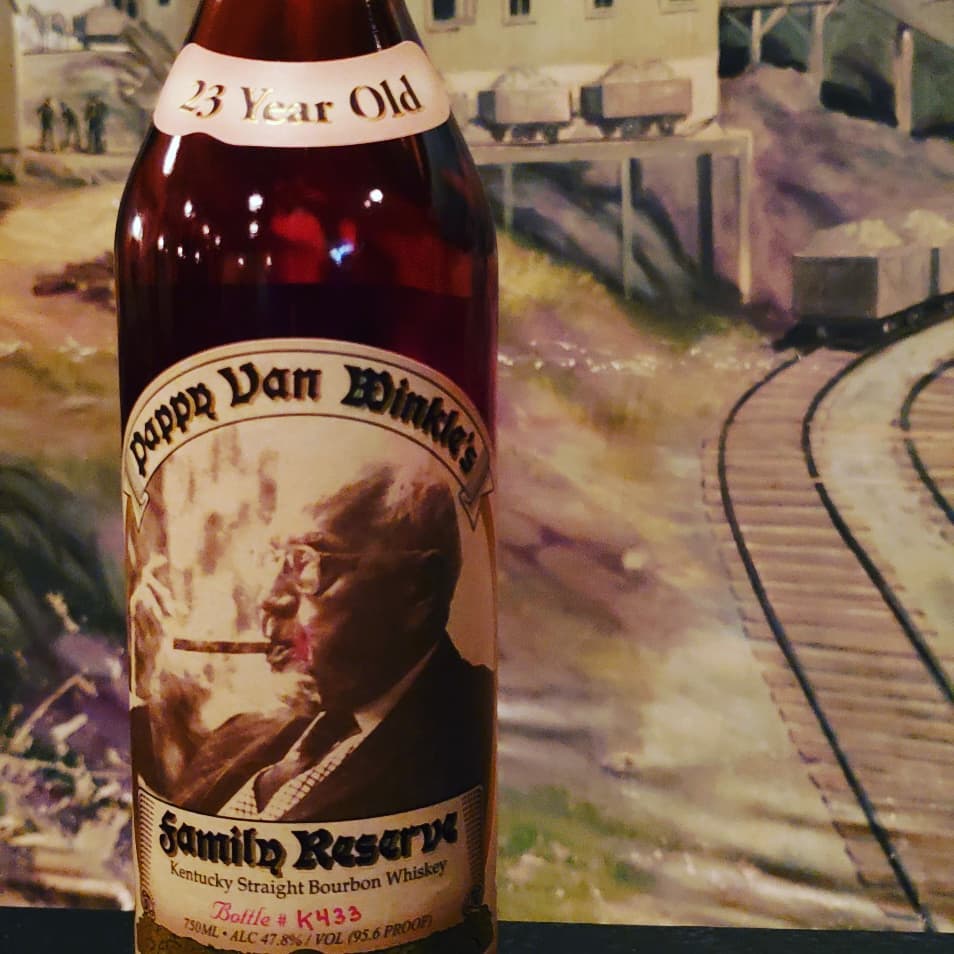 23 Year Old
Pappy Van Winkle's
Family Reserve
Kentucky Straight Bourbon Whiskey
Bottle # K433
750ML • ALC 47.8% / VOL (95.6 PROOF)